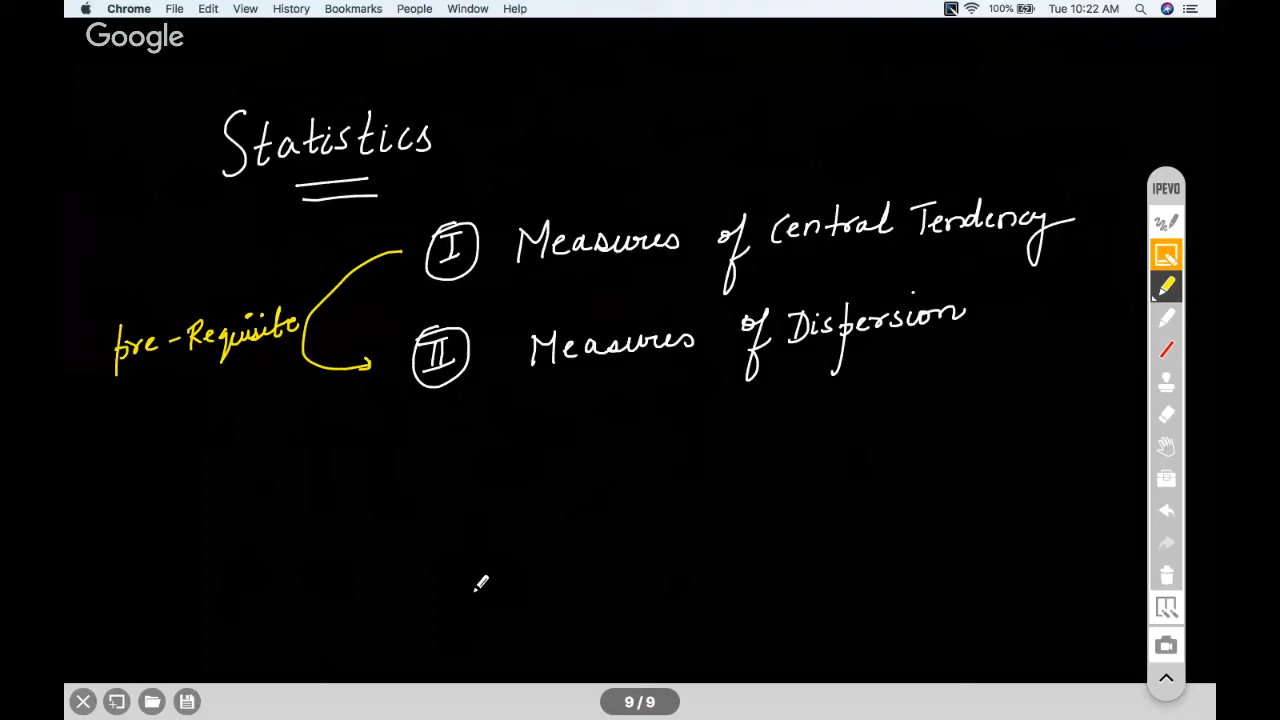 Chrome File Edit View History Bookmarks People Window Help 100% Tue 10:22 AM
Google
Statistics
I Measures of Central Tendency
IPEVO
pre-Requisite
II Measures of Dispersion
9/9